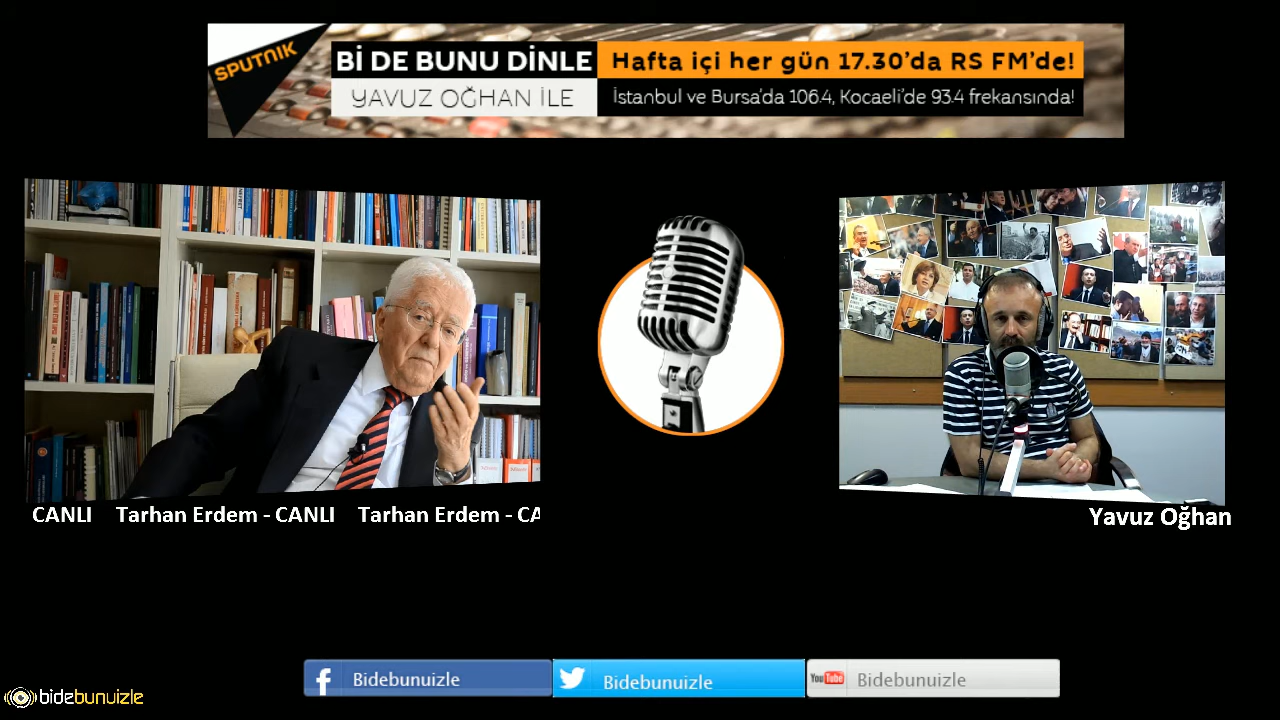 SPUTNIK
Bİ DE BUNU DİNLE
YAVUZ OĞHAN İLE
Hafta içi her gün 17.30'da RS FM'de!
İstanbul ve Bursa'da 106.4, Kocaeli'de 93.4 frekansında!
CANLI Tarhan Erdem - CANLI Tarhan Erdem - CA
Yavuz Oğhan
Bidebunuizle
Bidebunuizle
You Tube Bidebunuizle
bidebunuizle